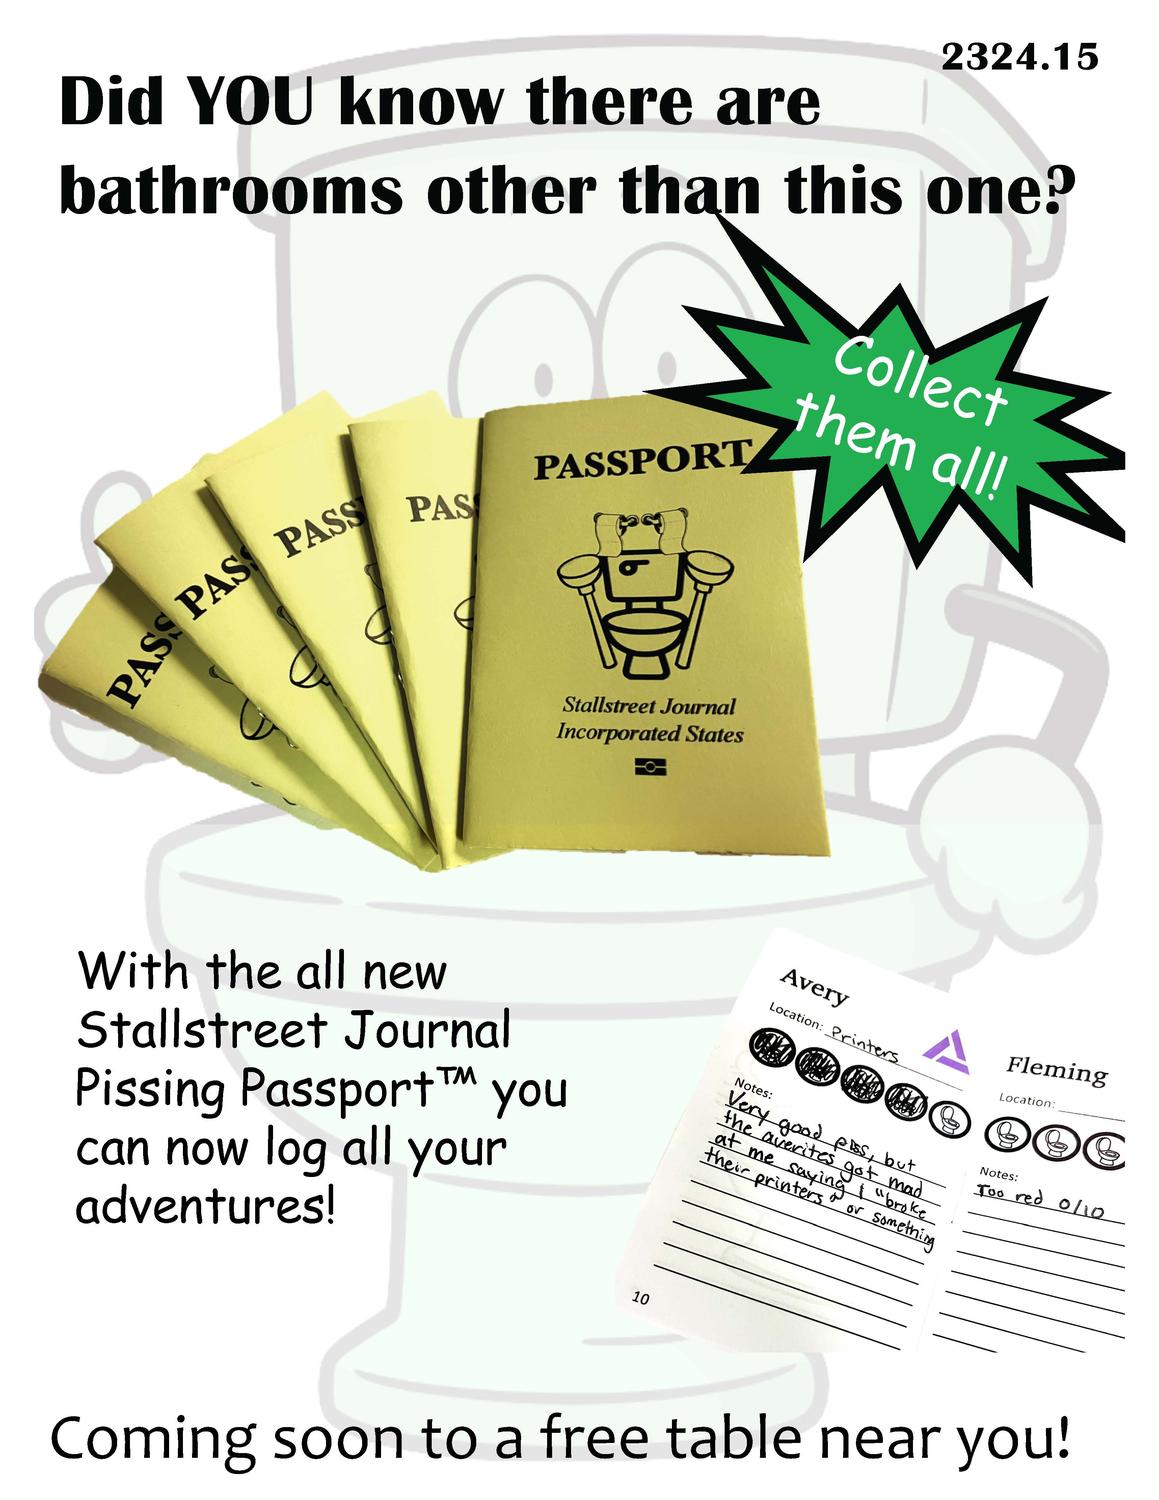 2324.15
Did YOU know there are
bathrooms other than this one?
Collect
them all!
PASS
PASS
PASS
PAS
PASSPORT
Stallstreet Journal
Incorporated States
With the all new
Stallstreet Journal
Pissing Passport™ you
can now log all your
adventures!
Avery
Location: Printers
Notes:
Very good piss, but
the averites got mad
at me saying I "broke
their printers" or something
10
Fleming
Location:
Notes:
Too red 0/10
Coming soon to a free table near you!